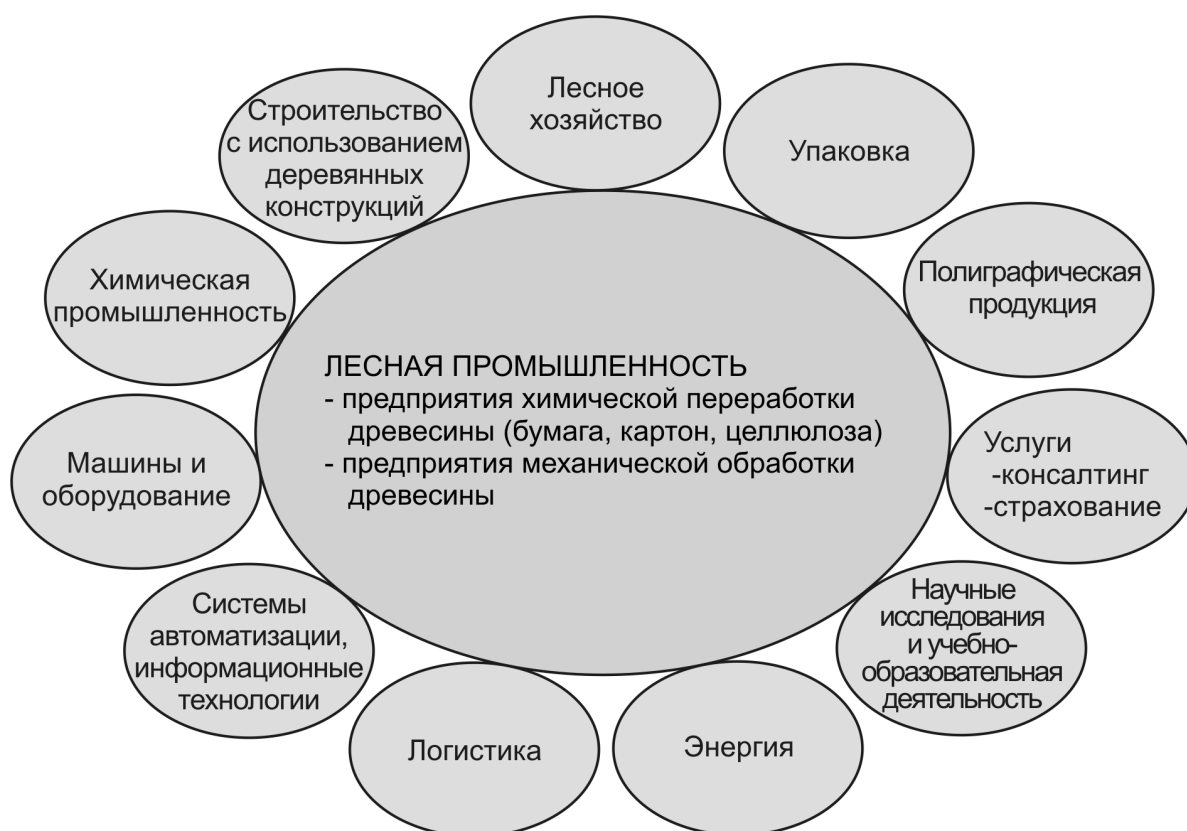 Лесное
хозяйство
Строительство
с использованием
деревянных
конструкций
Упаковка
Химическая
промышленность
Полиграфическая
продукция
ЛЕСНАЯ ПРОМЫШЛЕННОСТЬ
- предприятия химической переработки
древесины (бумага, картон, целлюлоза)
- предприятия механической обработки
древесины
Машины и
оборудование
Услуги
-консалтинг
-страхование
Системы
автоматизации,
информационные
технологии
Научные
исследования
и учебно-
образовательная
деятельность
Логистика
Энергия